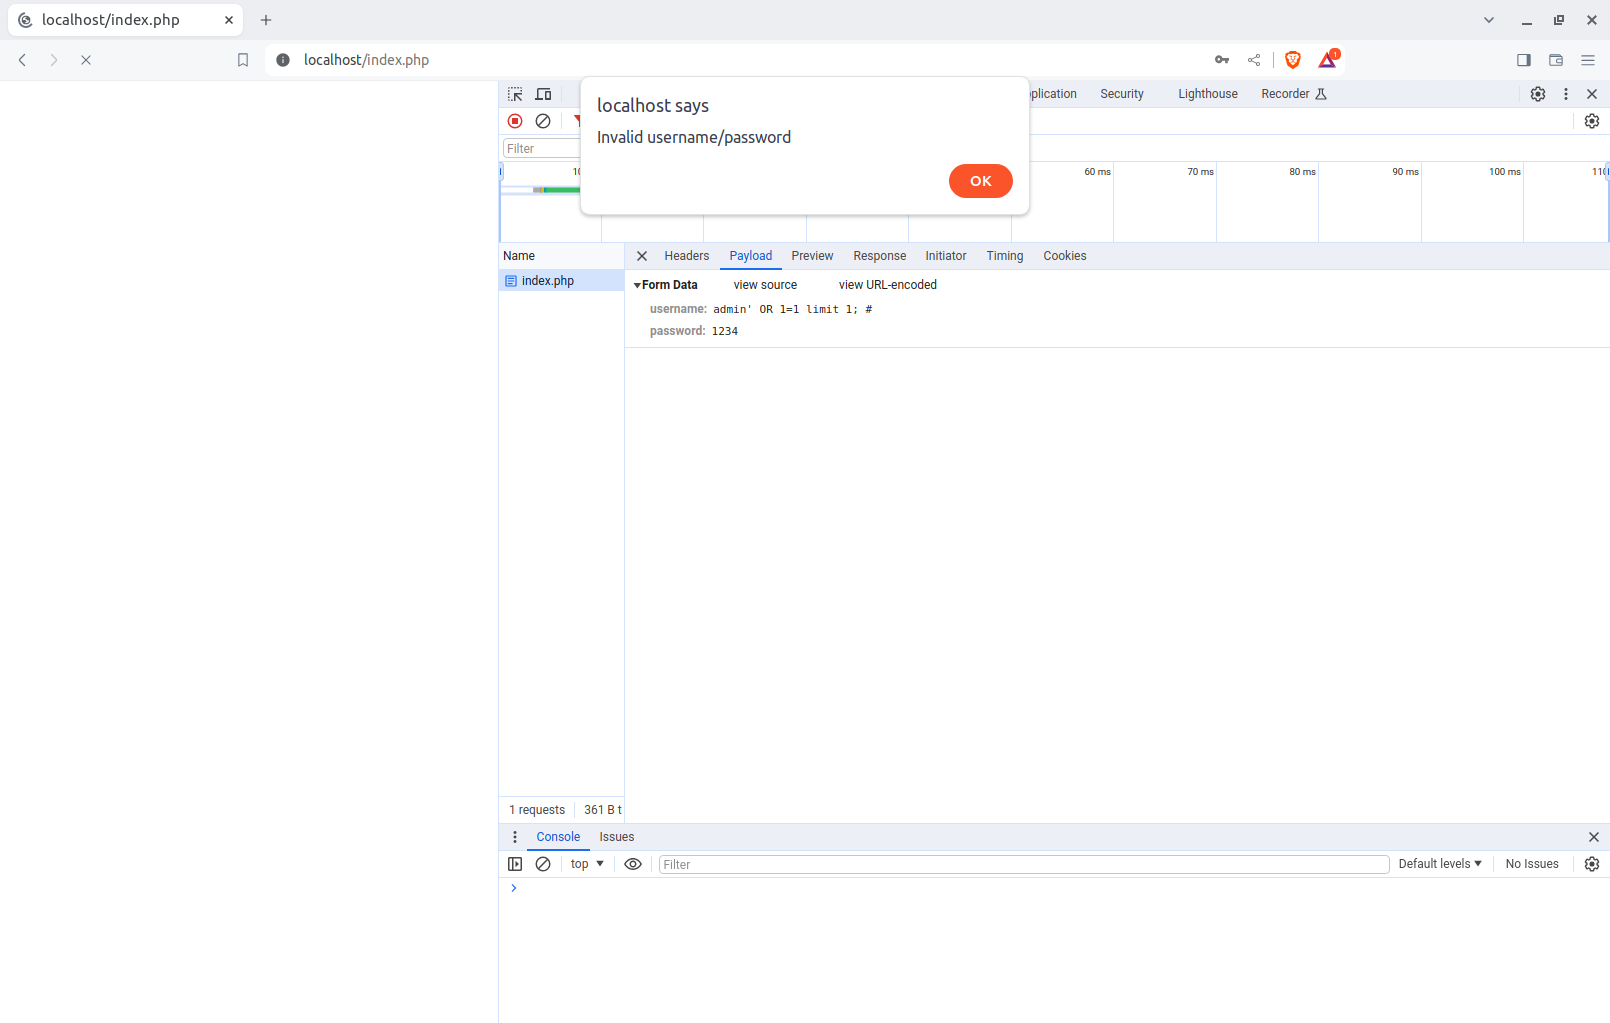 localhost/index.php
localhost/index.php
1
localhost says
Invalid username/password
OK
plication Security Lighthouse Recorder
Filter
60 ms 70 ms 80 ms 90 ms 100 ms 110
Name Headers Payload Preview Response Initiator Timing Cookies
index.php
Form Data view source view URL-encoded
username: admin' OR 1=1 limit 1; #
password: 1234
1 requests 361 B t
Console Issues
top Filter Default levels No Issues